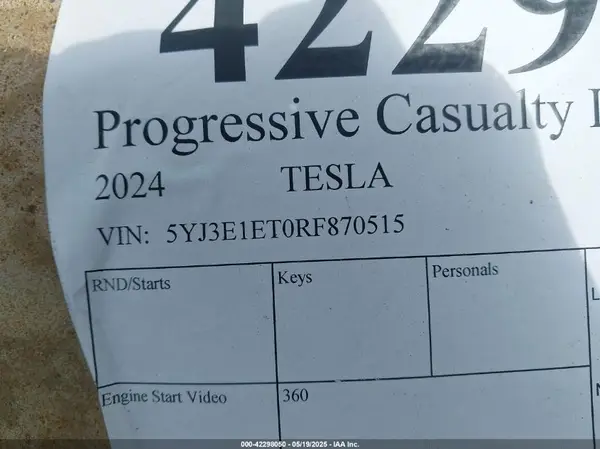 4229
Progressive Casualty I
2024 TESLA
VIN: 5YJ3E1ET0RF870515
RND/Starts Keys Personals
Engine Start Video 360
000-42298050 - 05/19/2025 - IAA Inc.